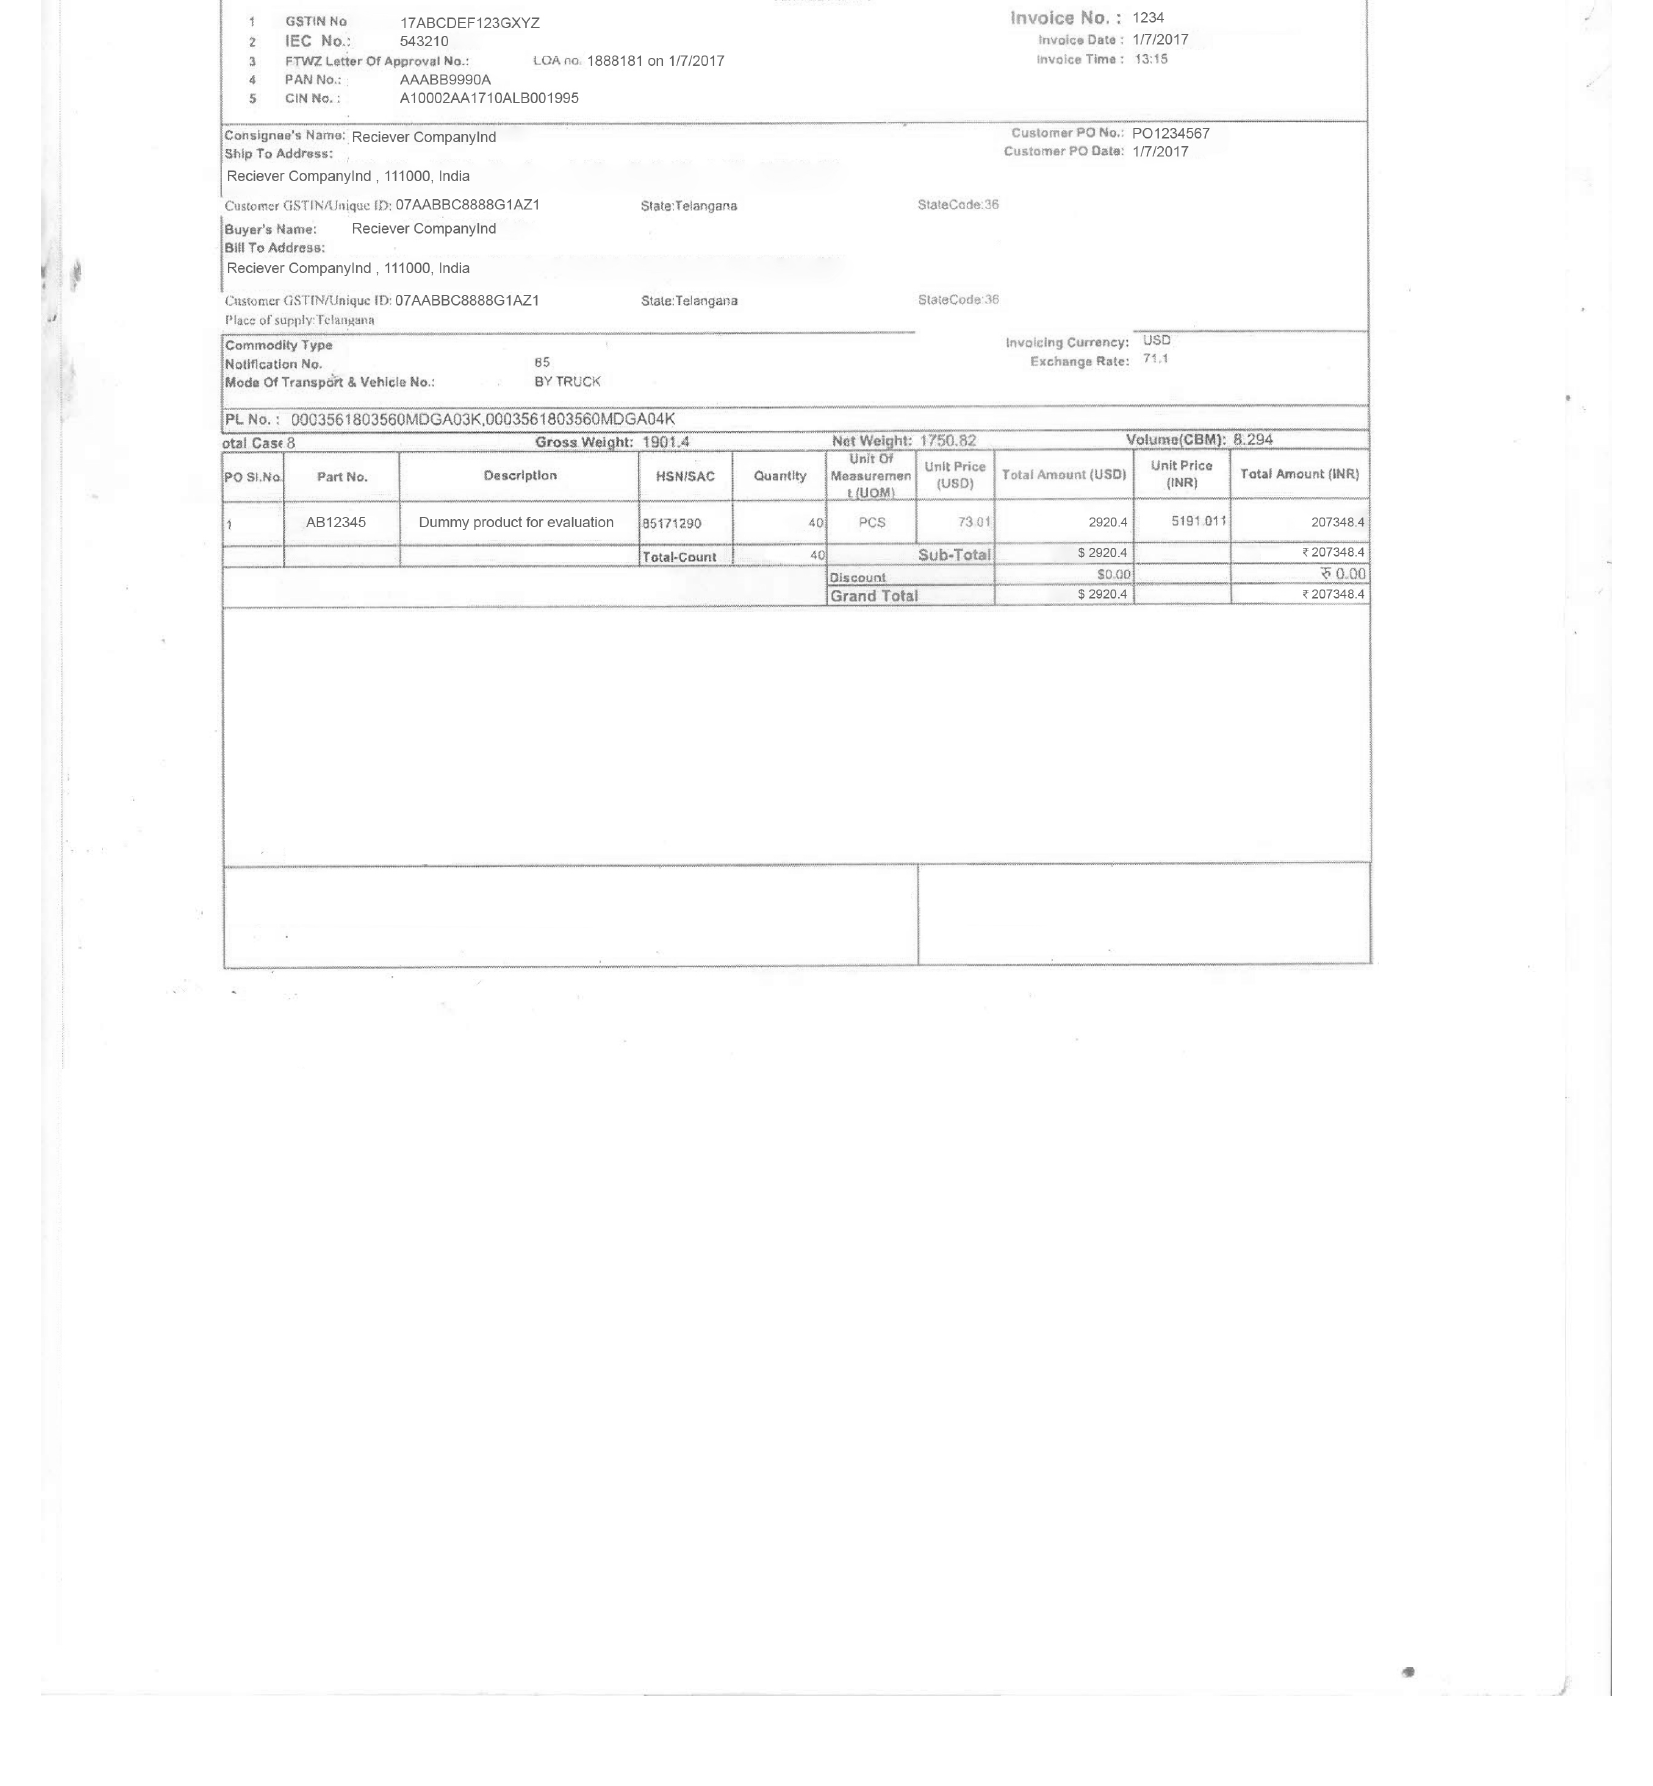 1 GSTIN No 17ABCDEF123GXYZ Invoice No. : 1234
2 IEC No.: 543210 Invoice Date : 1/7/2017
3 FTWZ Letter Of Approval No.: LOA no. 1888181 on 1/7/2017 Invoice Time : 13:15
4 PAN No.: AAABB9990A
5 CIN No. : A10002AA1710ALB001995
Consignee's Name: Reciever CompanyInd Customer PO No.: PO1234567
Ship To Address: Customer PO Date: 1/7/2017
Reciever CompanyInd , 111000, India
Customer GSTIN/Unique ID: 07AABBC8888G1AZ1 State:Telangana StateCode:36
Buyer's Name: Reciever CompanyInd
Bill To Address:
Reciever CompanyInd , 111000, India
Customer GSTIN/Unique ID: 07AABBC8888G1AZ1 State:Telangana StateCode:36
Place of supply:Telangana
Commodity Type Invoicing Currency: USD
Notification No. 65 Exchange Rate: 71.1
Mode Of Transport & Vehicle No.: BY TRUCK
PL No. : 0003561803560MDGA03K,0003561803560MDGA04K
otal Case 8 Gross Weight: 1901.4 Net Weight: 1750.82 Volume(CBM): 8.294
PO Sl.No. Part No. Description HSN/SAC Quantity Unit Of Measurement (UOM) Unit Price (USD) Total Amount (USD) Unit Price (INR) Total Amount (INR)
1 AB12345 Dummy product for evaluation 85171290 40 PCS 73.01 2920.4 5191.011 207348.4
Total-Count 40 Sub-Total $ 2920.4 ₹ 207348.4
Discount $0.00 रु 0.00
Grand Total $ 2920.4 ₹ 207348.4